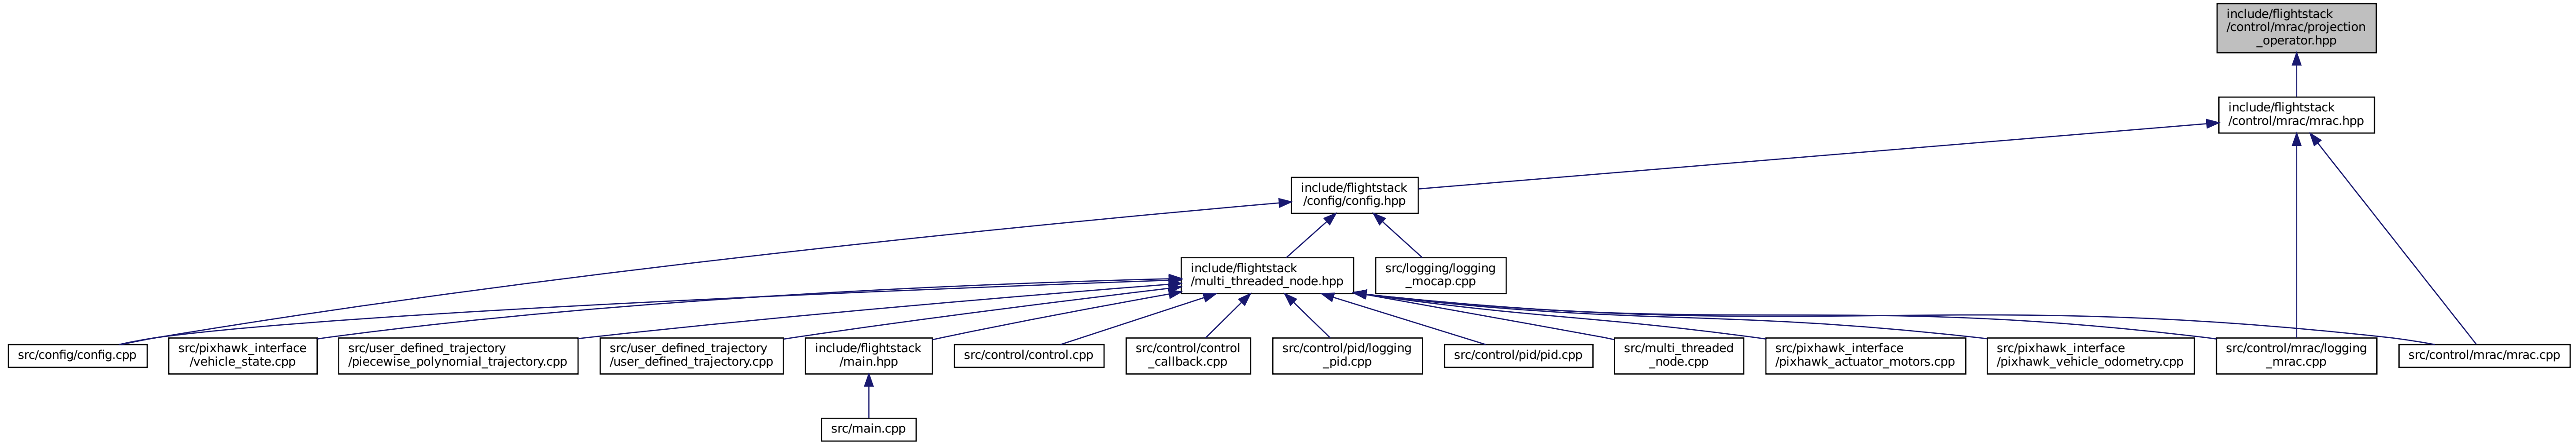 include/flightstack
/control/mrac/projection
_operator.hpp
include/flightstack
/control/mrac/mrac.hpp
include/flightstack
/config/config.hpp
include/flightstack
/multi_threaded_node.hpp
src/logging/logging
_mocap.cpp
src/config/config.cpp
src/pixhawk_interface
/vehicle_state.cpp
src/user_defined_trajectory
/piecewise_polynomial_trajectory.cpp
src/user_defined_trajectory
/user_defined_trajectory.cpp
include/flightstack
/main.hpp
src/control/control.cpp
src/control/control
_callback.cpp
src/control/pid/logging
_pid.cpp
src/control/pid/pid.cpp
src/multi_threaded
_node.cpp
src/pixhawk_interface
/pixhawk_actuator_motors.cpp
src/pixhawk_interface
/pixhawk_vehicle_odometry.cpp
src/control/mrac/logging
_mrac.cpp
src/control/mrac/mrac.cpp
src/main.cpp